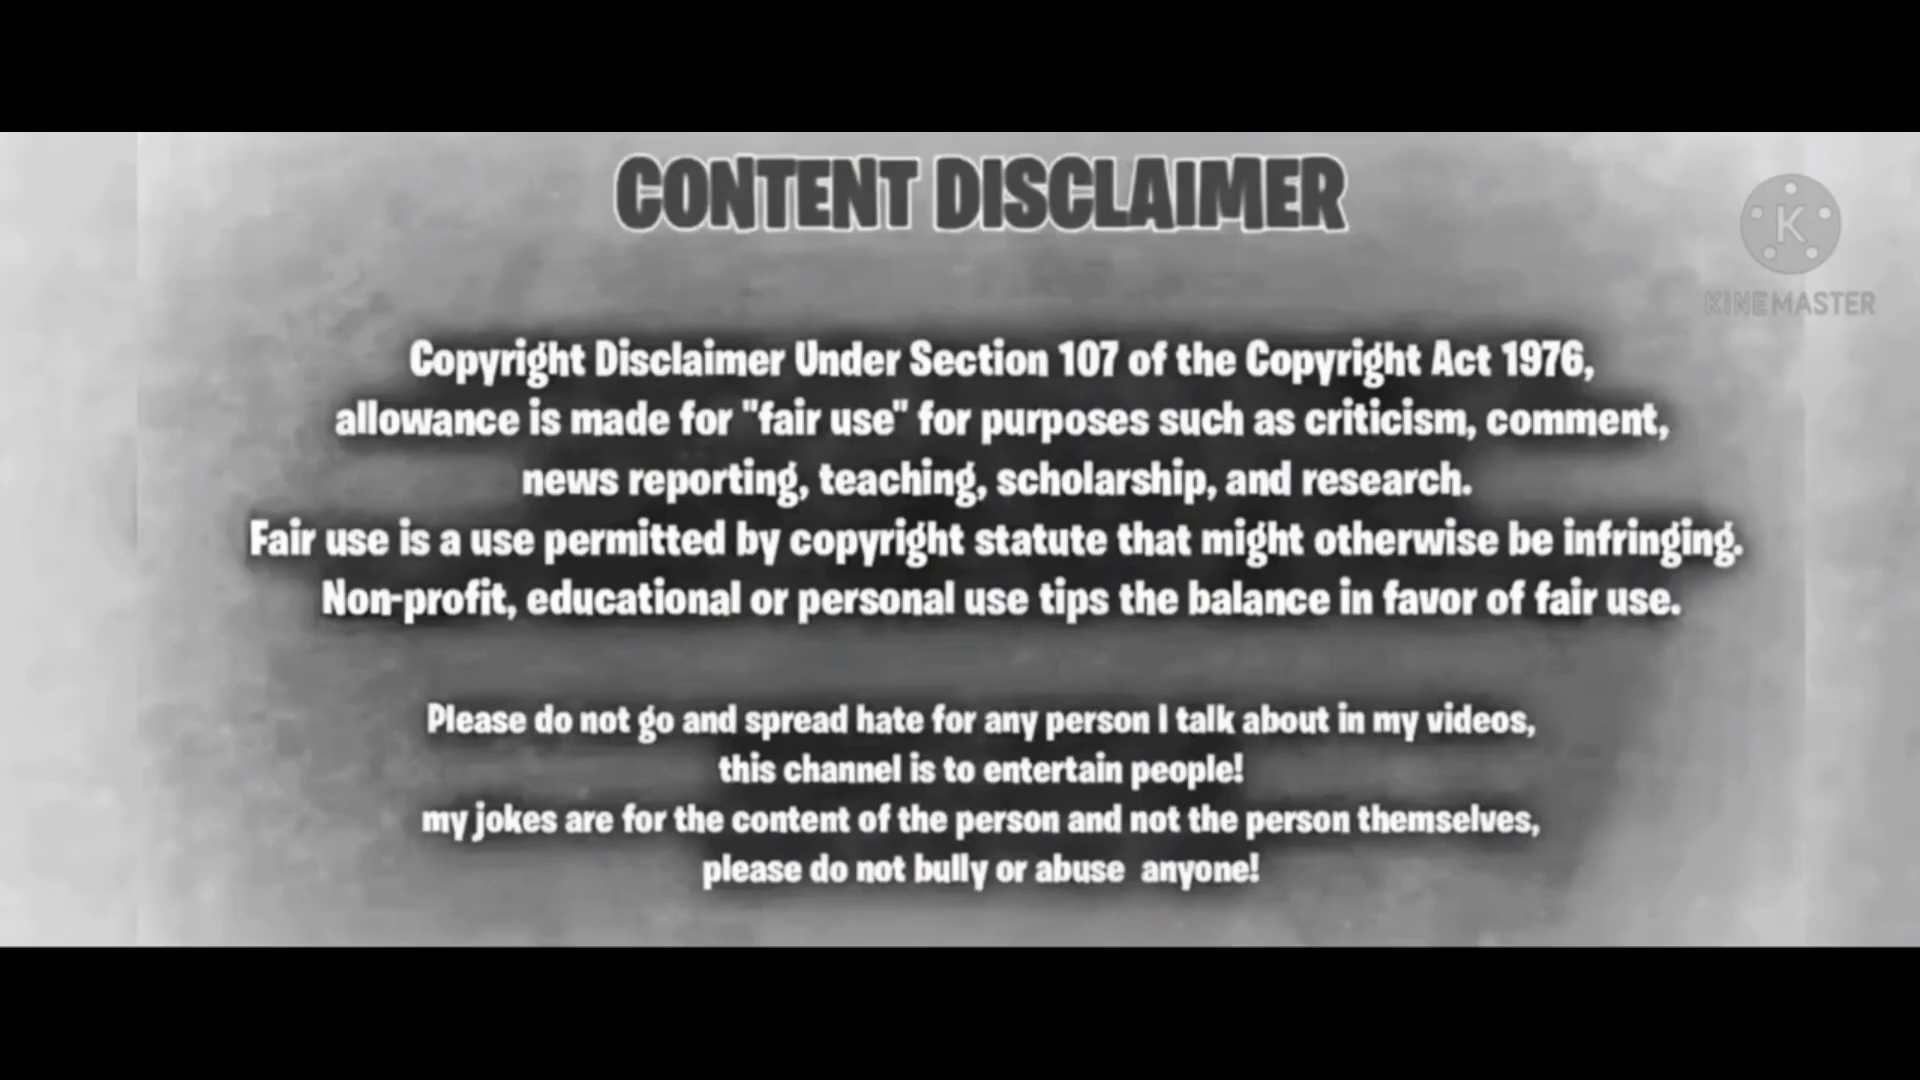 CONTENT DISCLAIMER
K
KINEMASTER
Copyright Disclaimer Under Section 107 of the Copyright Act 1976,
allowance is made for "fair use" for purposes such as criticism, comment,
news reporting, teaching, scholarship, and research.
Fair use is a use permitted by copyright statute that might otherwise be infringing.
Non-profit, educational or personal use tips the balance in favor of fair use.
Please do not go and spread hate for any person I talk about in my videos,
this channel is to entertain people!
my jokes are for the content of the person and not the person themselves,
please do not bully or abuse  anyone!